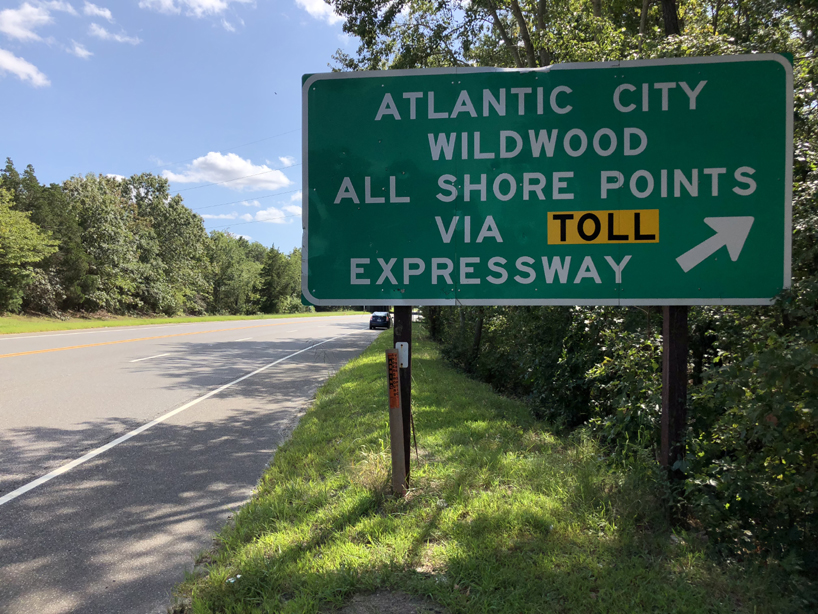 ATLANTIC CITY
WILDWOOD
ALL SHORE POINTS
VIA TOLL
EXPRESSWAY